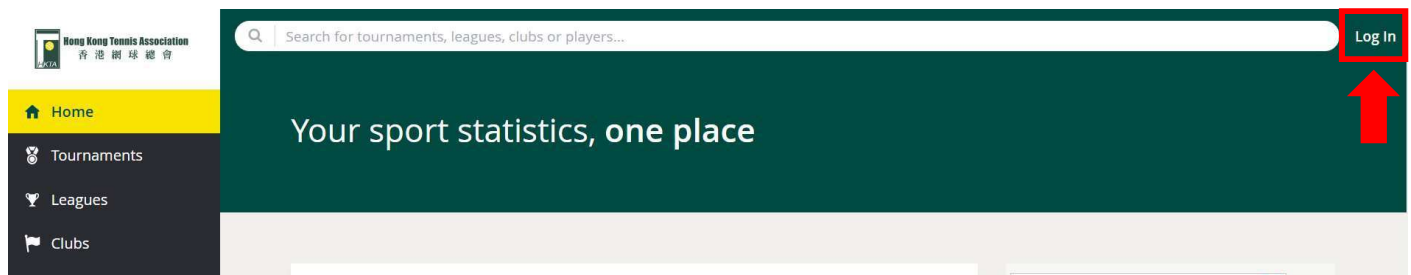 Hong Kong Tennis Association
香港網球總會
HKTA
Search for tournaments, leagues, clubs or players...
Log In
Home
Your sport statistics, one place
Tournaments
Leagues
Clubs